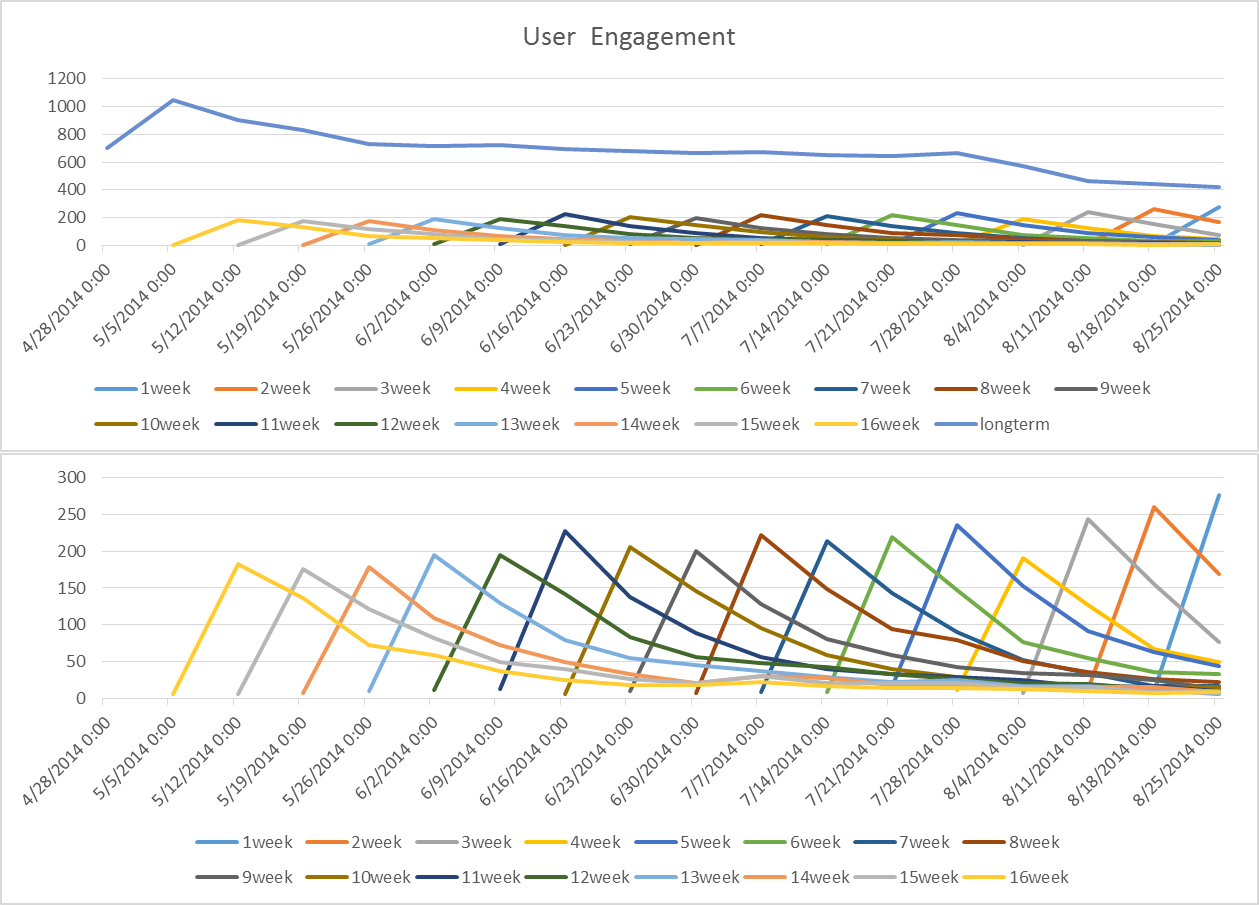 User Engagement
1200
1000
800
600
400
200
0
4/28/2014 0:00 5/5/2014 0:00 5/12/2014 0:00 5/19/2014 0:00 5/26/2014 0:00 6/2/2014 0:00 6/9/2014 0:00 6/16/2014 0:00 6/23/2014 0:00 6/30/2014 0:00 7/7/2014 0:00 7/14/2014 0:00 7/21/2014 0:00 7/28/2014 0:00 8/4/2014 0:00 8/11/2014 0:00 8/18/2014 0:00 8/25/2014 0:00
1week 2week 3week 4week 5week 6week 7week 8week 9week
10week 11week 12week 13week 14week 15week 16week longterm
300
250
200
150
100
50
0
4/28/2014 0:00 5/5/2014 0:00 5/12/2014 0:00 5/19/2014 0:00 5/26/2014 0:00 6/2/2014 0:00 6/9/2014 0:00 6/16/2014 0:00 6/23/2014 0:00 6/30/2014 0:00 7/7/2014 0:00 7/14/2014 0:00 7/21/2014 0:00 7/28/2014 0:00 8/4/2014 0:00 8/11/2014 0:00 8/18/2014 0:00 8/25/2014 0:00
1week 2week 3week 4week 5week 6week 7week 8week
9week 10week 11week 12week 13week 14week 15week 16week